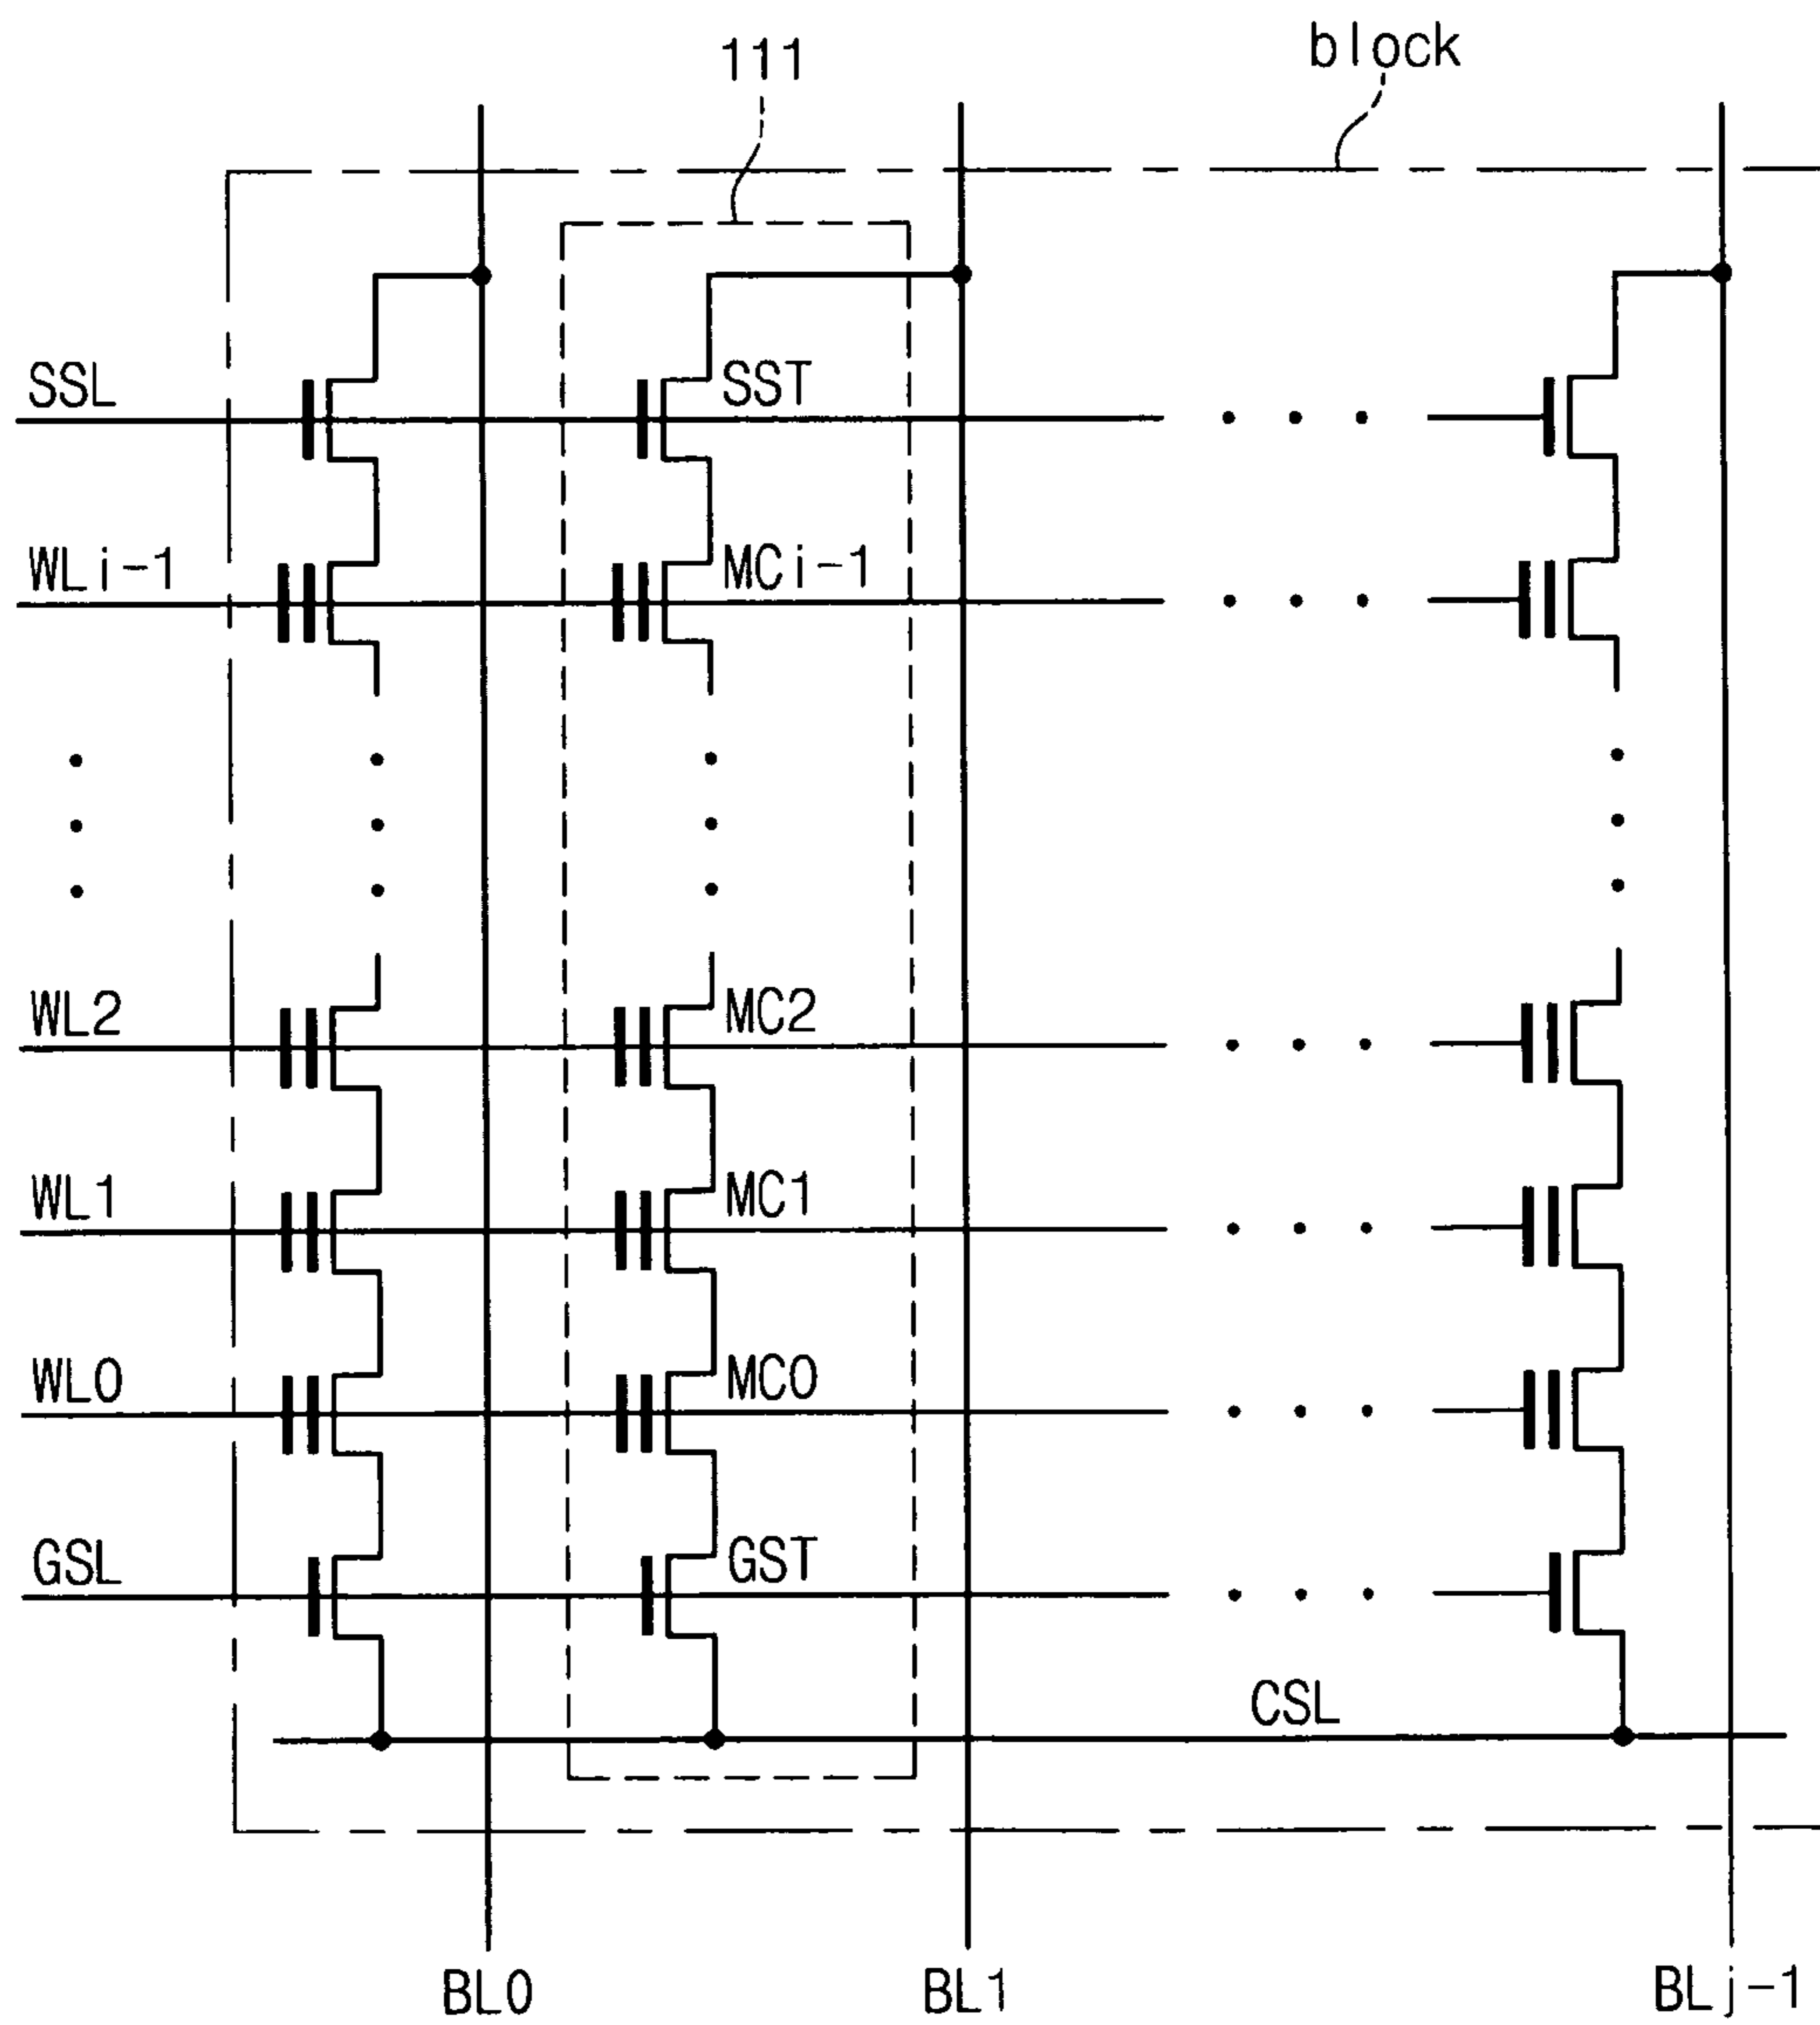 111
block
SSL
SST
WLi-1
MCi-1
WL2
MC2
WL1
MC1
WL0
MC0
GSL
GST
CSL
BL0
BL1
BLj-1